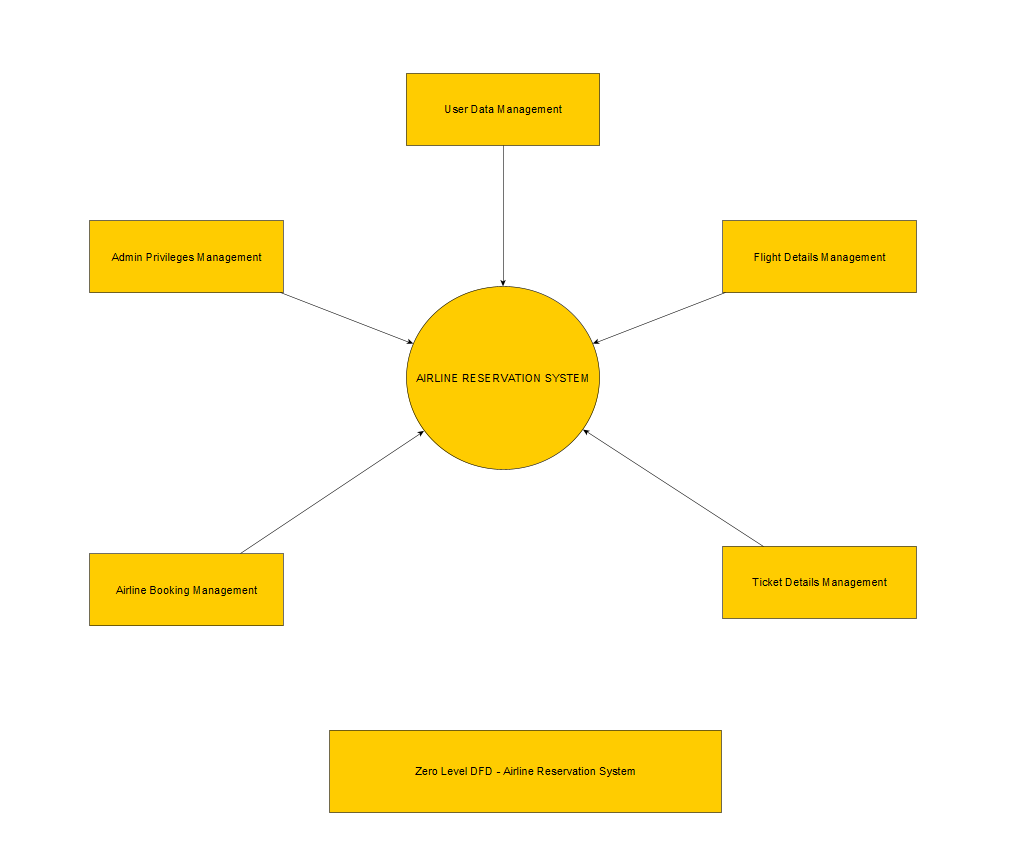 User Data Management
Admin Privileges Management
Flight Details Management
AIRLINE RESERVATION SYSTEM
Airline Booking Management
Ticket Details Management
Zero Level DFD - Airline Reservation System